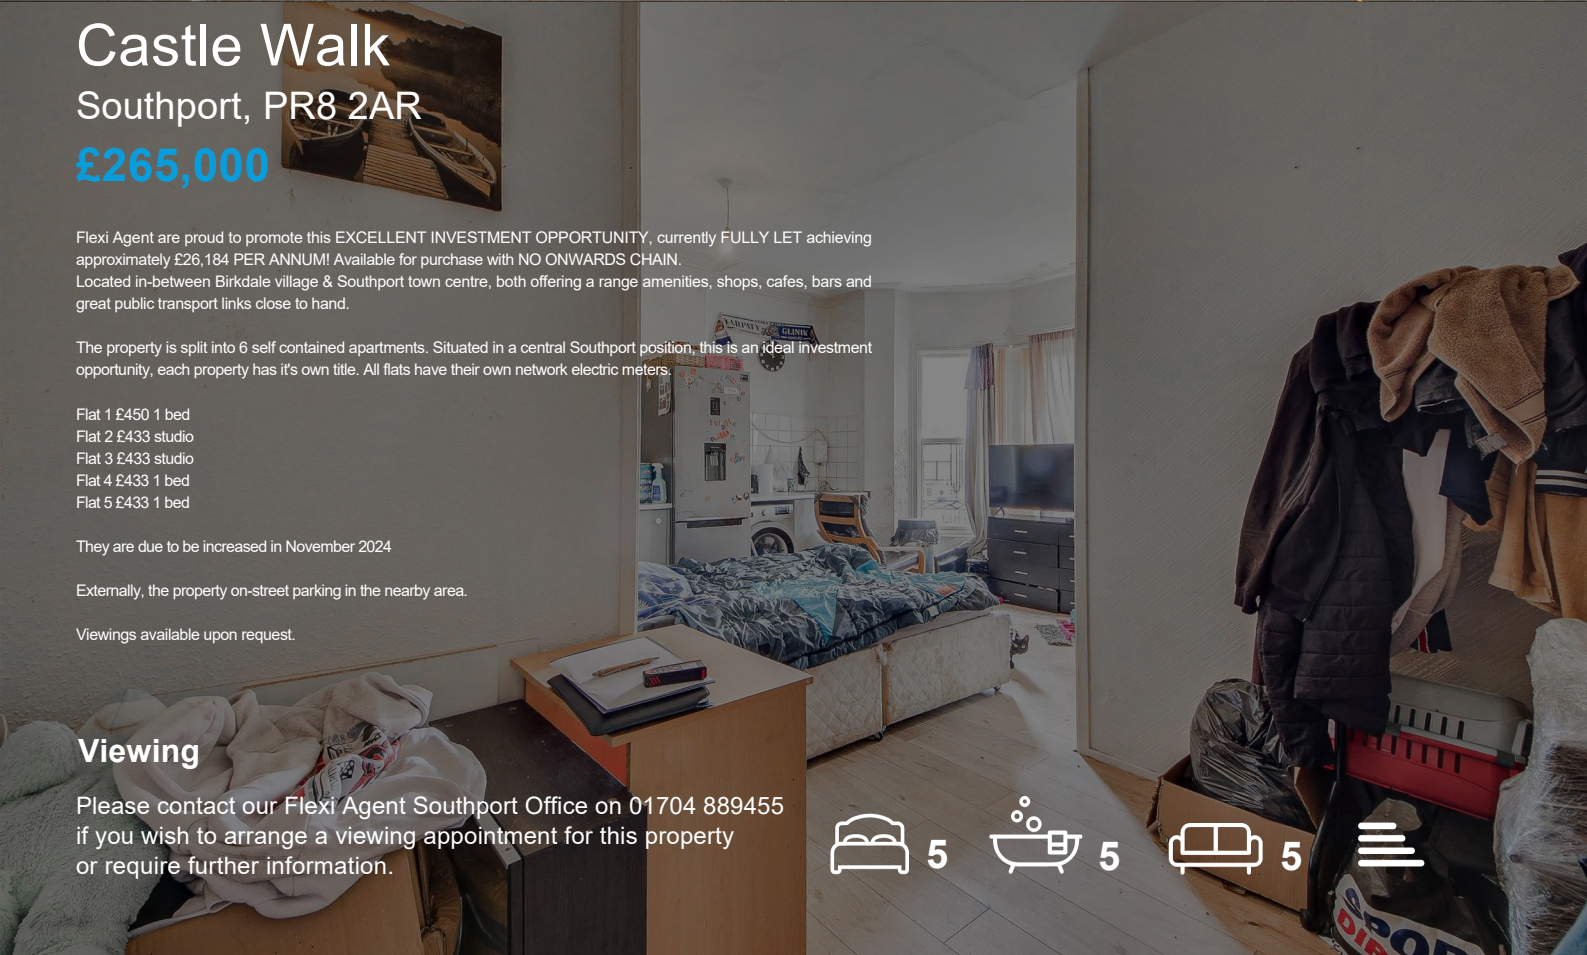 Castle Walk
Southport, PR8 2AR
£265,000
Flexi Agent are proud to promote this EXCELLENT INVESTMENT OPPORTUNITY, currently FULLY LET achieving
approximately £26,184 PER ANNUM! Available for purchase with NO ONWARDS CHAIN.
Located in-between Birkdale village & Southport town centre, both offering a range amenities, shops, cafes, bars and
great public transport links close to hand.
The property is split into 6 self contained apartments. Situated in a central Southport position, this is an ideal investment
opportunity, each property has it's own title. All flats have their own network electric meters.
Flat 1 £450 1 bed
Flat 2 £433 studio
Flat 3 £433 studio
Flat 4 £433 1 bed
Flat 5 £433 1 bed
They are due to be increased in November 2024
Externally, the property on-street parking in the nearby area.
Viewings available upon request.
KARPATY
GLINIK
Viewing
Please contact our Flexi Agent Southport Office on 01704 889455
if you wish to arrange a viewing appointment for this property
or require further information.
5
5
5